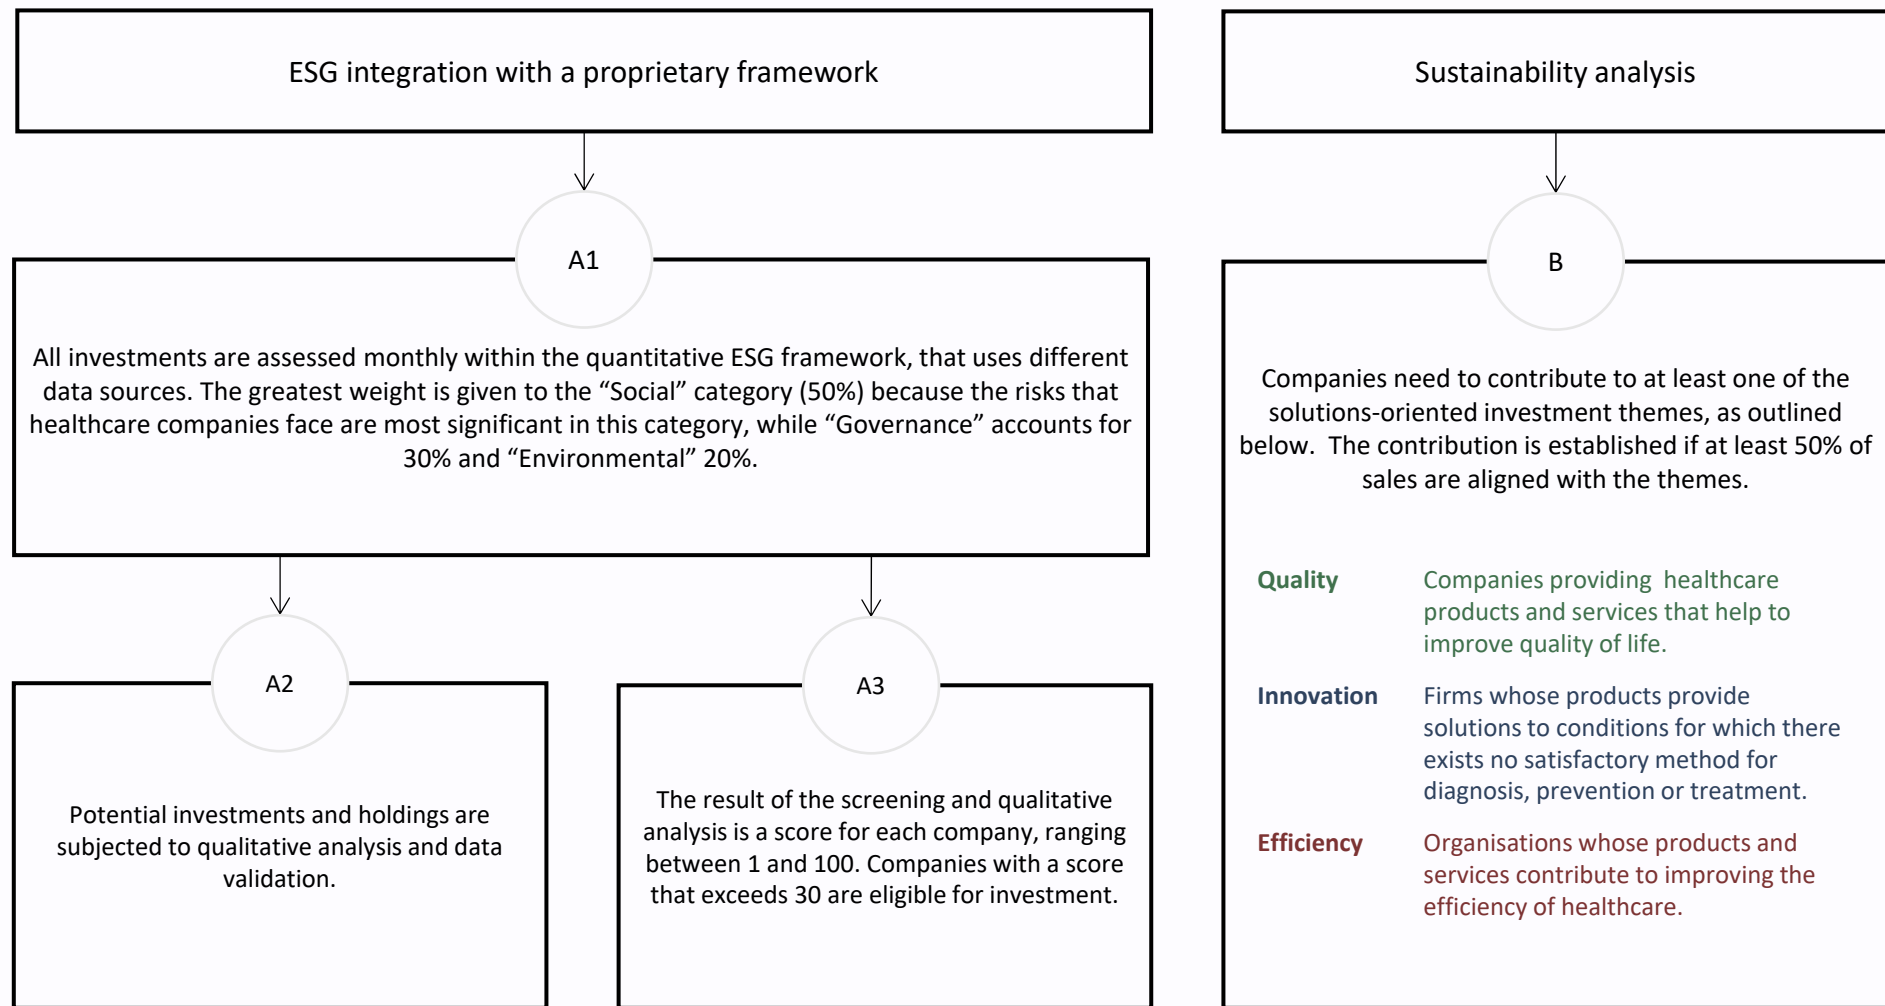 ESG integration with a proprietary framework
A1
All investments are assessed monthly within the quantitative ESG framework, that uses different
data sources. The greatest weight is given to the “Social” category (50%) because the risks that
healthcare companies face are most significant in this category, while “Governance” accounts for
30% and “Environmental” 20%.
A2
Potential investments and holdings are
subjected to qualitative analysis and data
validation.
A3
The result of the screening and qualitative
analysis is a score for each company, ranging
between 1 and 100. Companies with a score
that exceeds 30 are eligible for investment.
Sustainability analysis
B
Companies need to contribute to at least one of the
solutions-oriented investment themes, as outlined
below.  The contribution is established if at least 50% of
sales are aligned with the themes.
Quality Companies providing  healthcare
products and services that help to
improve quality of life.
Innovation Firms whose products provide
solutions to conditions for which there
exists no satisfactory method for
diagnosis, prevention or treatment.
Efficiency Organisations whose products and
services contribute to improving the
efficiency of healthcare.